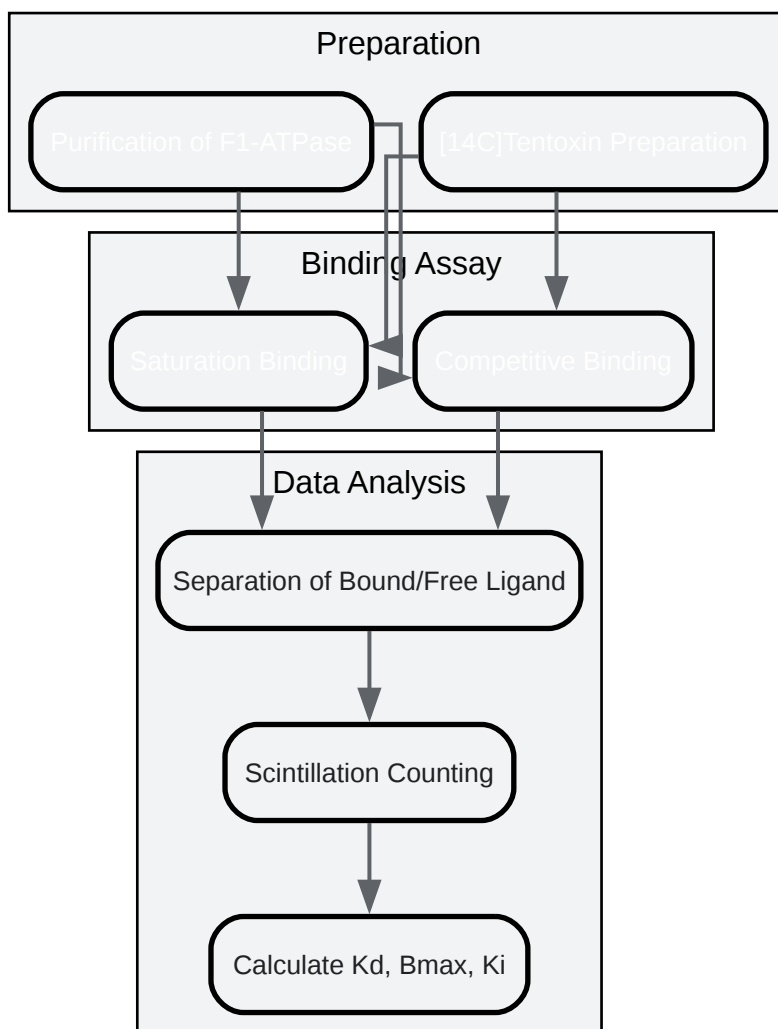 Preparation
Purification of F1-ATPase
[14C]Tentoxin Preparation
Binding Assay
Saturation Binding
Competitive Binding
Data Analysis
Separation of Bound/Free Ligand
Scintillation Counting
Calculate Kd, Bmax, Ki